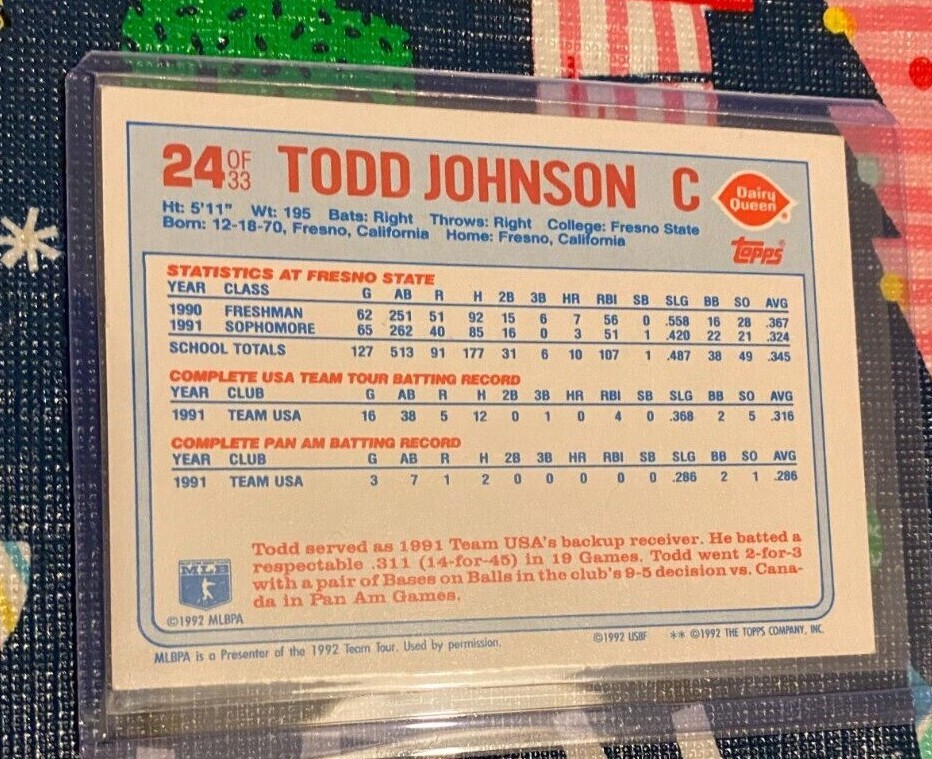 24 OF 33 TODD JOHNSON C
Dairy Queen
Ht: 5'11" Wt: 195 Bats: Right Throws: Right College: Fresno State
Born: 12-18-70, Fresno, California Home: Fresno, California
Topps
STATISTICS AT FRESNO STATE
YEAR CLASS G AB R H 2B 3B HR RBI SB SLG BB SO AVG
1990 FRESHMAN 62 251 51 92 15 6 7 56 0 .558 16 28 .367
1991 SOPHOMORE 65 262 40 85 16 0 3 51 1 .420 22 21 .324
SCHOOL TOTALS 127 513 91 177 31 6 10 107 1 .487 38 49 .345
COMPLETE USA TEAM TOUR BATTING RECORD
YEAR CLUB G AB R H 2B 3B HR RBI SB SLG BB SO AVG
1991 TEAM USA 16 38 5 12 0 1 0 4 0 .368 2 5 .316
COMPLETE PAN AM BATTING RECORD
YEAR CLUB G AB R H 2B 3B HR RBI SB SLG BB SO AVG
1991 TEAM USA 3 7 1 2 0 0 0 0 0 .286 2 1 .286
Todd served as 1991 Team USA's backup receiver. He batted a
respectable .311 (14-for-45) in 19 Games. Todd went 2-for-3
with a pair of Bases on Balls in the club's 9-5 decision vs. Cana-
da in Pan Am Games.
MLB
©1992 MLBPA
MLBPA is a Presenter of the 1992 Team Tour. Used by permission.
©1992 USBF ** ©1992 THE TOPPS COMPANY, INC.